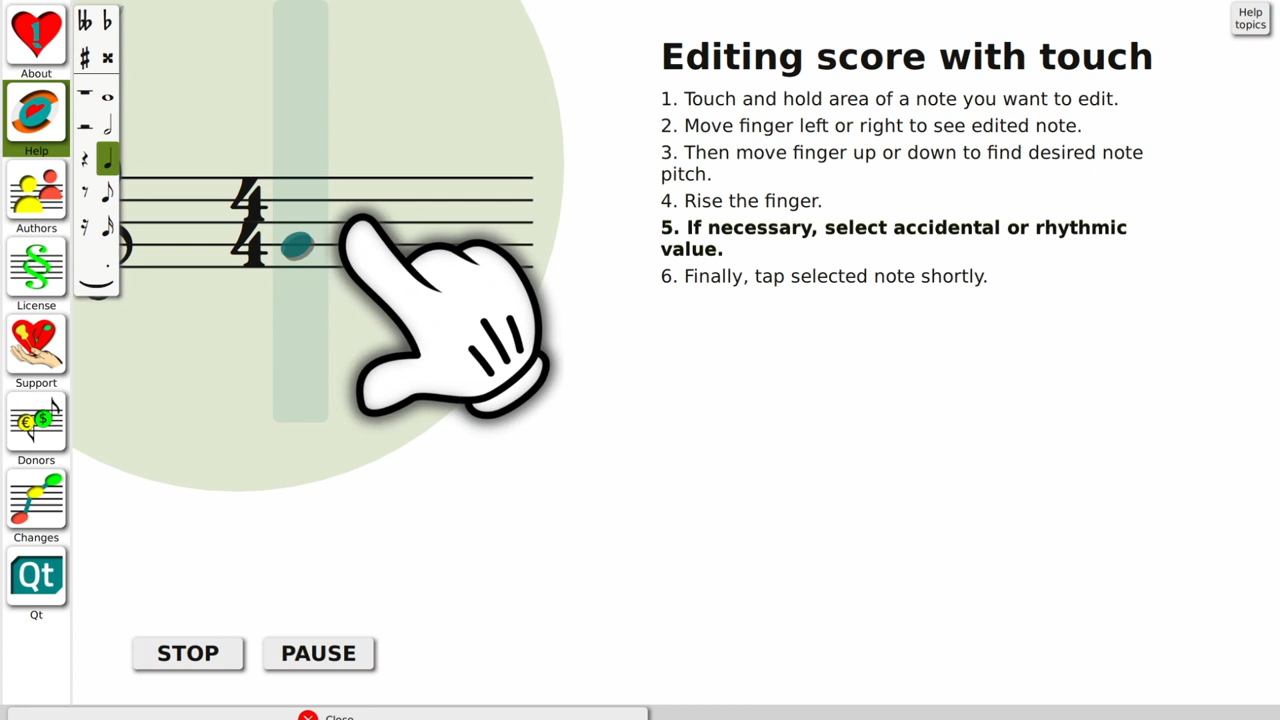 About
Help
Authors
License
Support
Donors
Changes
Qt
Qt
4
4
Editing score with touch
1. Touch and hold area of a note you want to edit.
2. Move finger left or right to see edited note.
3. Then move finger up or down to find desired note
pitch.
4. Rise the finger.
5. If necessary, select accidental or rhythmic
value.
6. Finally, tap selected note shortly.
Help
topics
STOP
PAUSE
Close